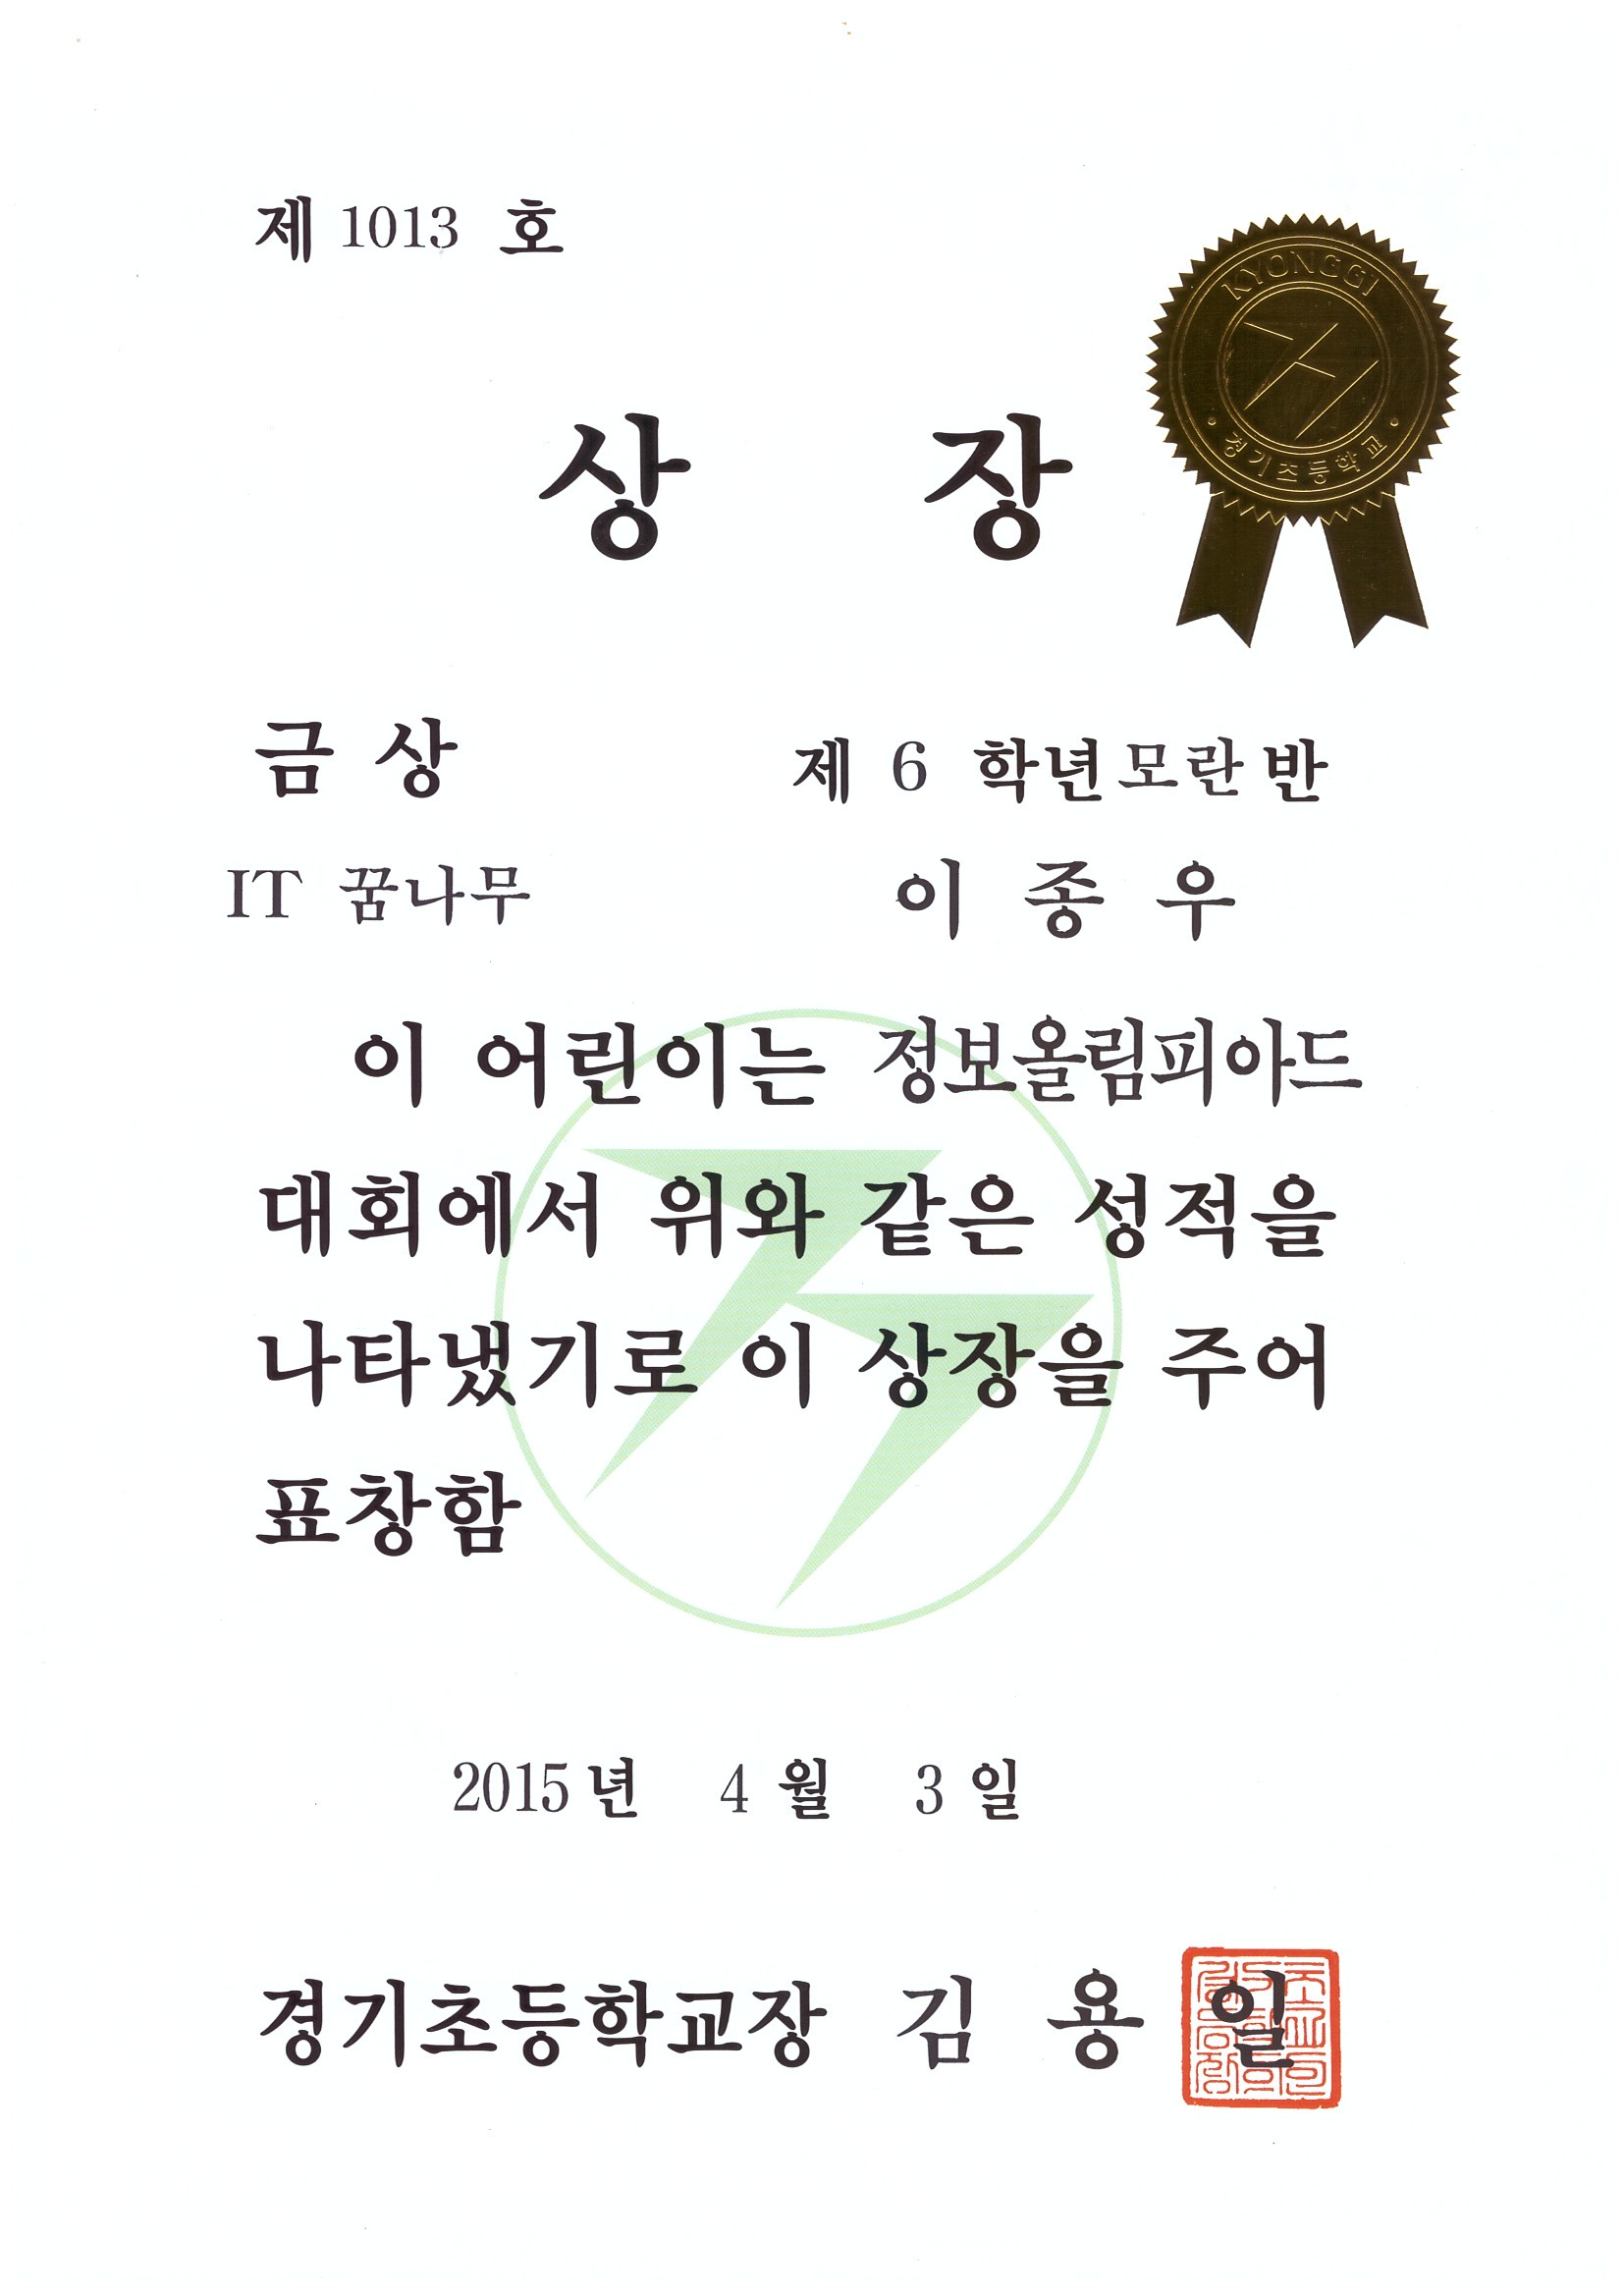 제 1013 호
KYONGGI
경기초등학교
상 장
금 상
제 6 학년 모란 반
IT 꿈나무
이 종 우
이 어린이는 정보올림피아드
대회에서 위와 같은 성적을
나타냈기로 이 상장을 주어
표창함
2015 년 4 월 3 일
경기초등학교장 김 용 일